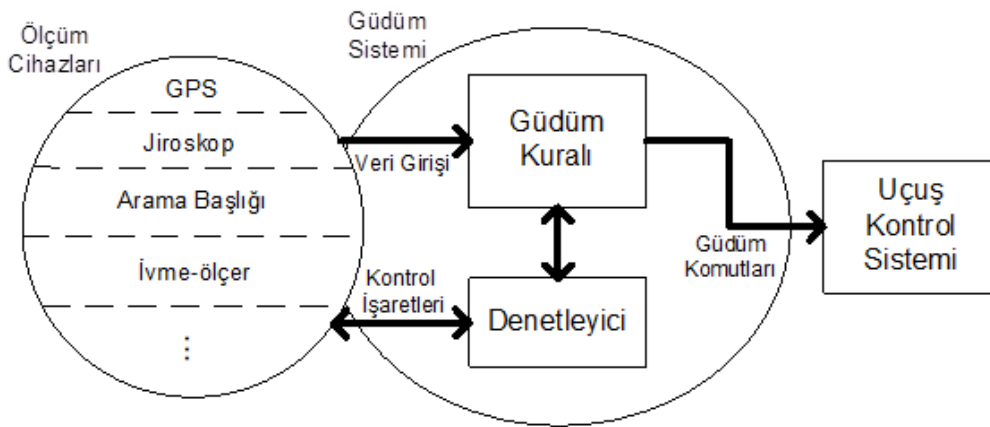 Ölçüm
Cihazları
GPS
Jiroskop
Arama Başlığı
İvme-ölçer
⋮
Güdüm
Sistemi
Veri Girişi
Güdüm
Kuralı
Kontrol
İşaretleri
Denetleyici
Güdüm
Komutları
Uçuş
Kontrol
Sistemi